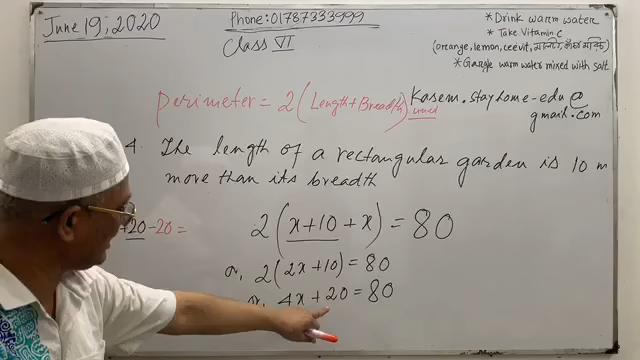 June 19, 2020
Phone: 01787333999
Class VI
* Drink warm water
* Take Vitamin C
(orange, lemon, ceevit,
* Gargle warm water mixed with salt
Perimeter = 2 (Length + Breadth) unit
Kasem.stayhome-edu@
gmail.com
4. The length of a rectangular garden is 10 m
more than its breadth
+20-20=
2(x+10+x)=80
or, 2(2x+10)=80
or, 4x+20=80